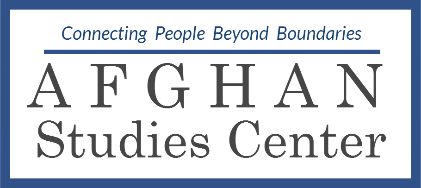 Connecting People Beyond Boundaries
AFGHAN
Studies Center